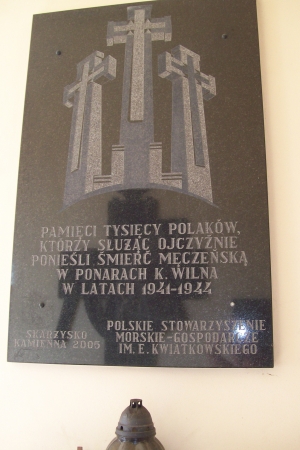 PAMIĘCI TYSIĘCY POLAKÓW,
KTÓRZY SŁUŻĄC OJCZYŹNIE
PONIEŚLI ŚMIERĆ MĘCZEŃSKĄ
W PONARACH K. WILNA
W LATACH 1941-1944
SKARŻYSKO
KAMIENNA 2005
POLSKIE STOWARZYSZENIE
MORSKIE-GOSPODARCZE
IM. E. KWIATKOWSKIEGO